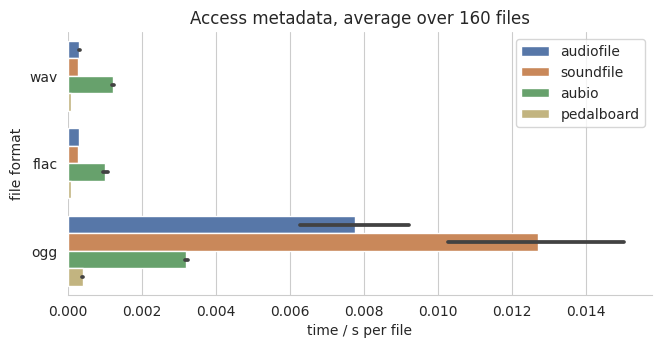 Access metadata, average over 160 files
audiofile
soundfile
aubio
pedalboard
file format
wav
flac
ogg
0.000 0.002 0.004 0.006 0.008 0.010 0.012 0.014
time / s per file